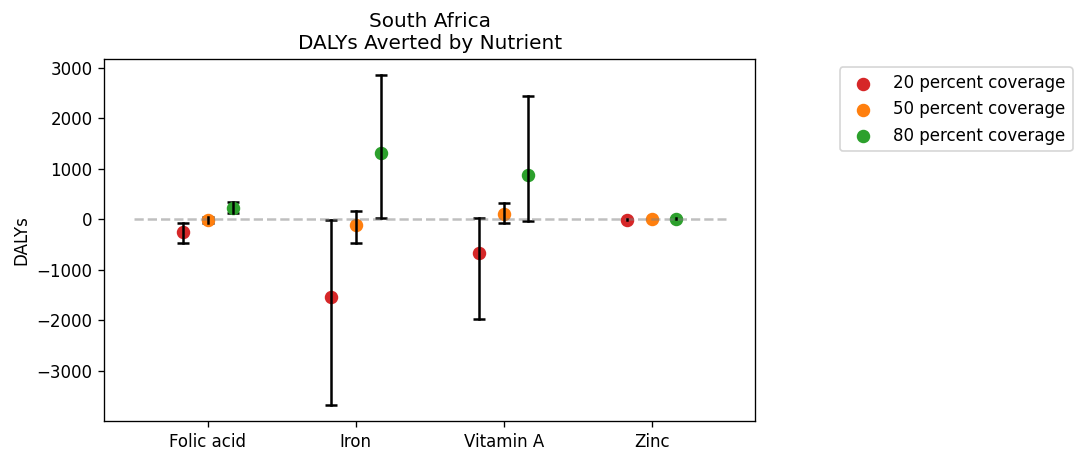 South Africa
DALYs Averted by Nutrient
20 percent coverage
50 percent coverage
80 percent coverage
DALYs
3000
2000
1000
0
−1000
−2000
−3000
Folic acid
Iron
Vitamin A
Zinc